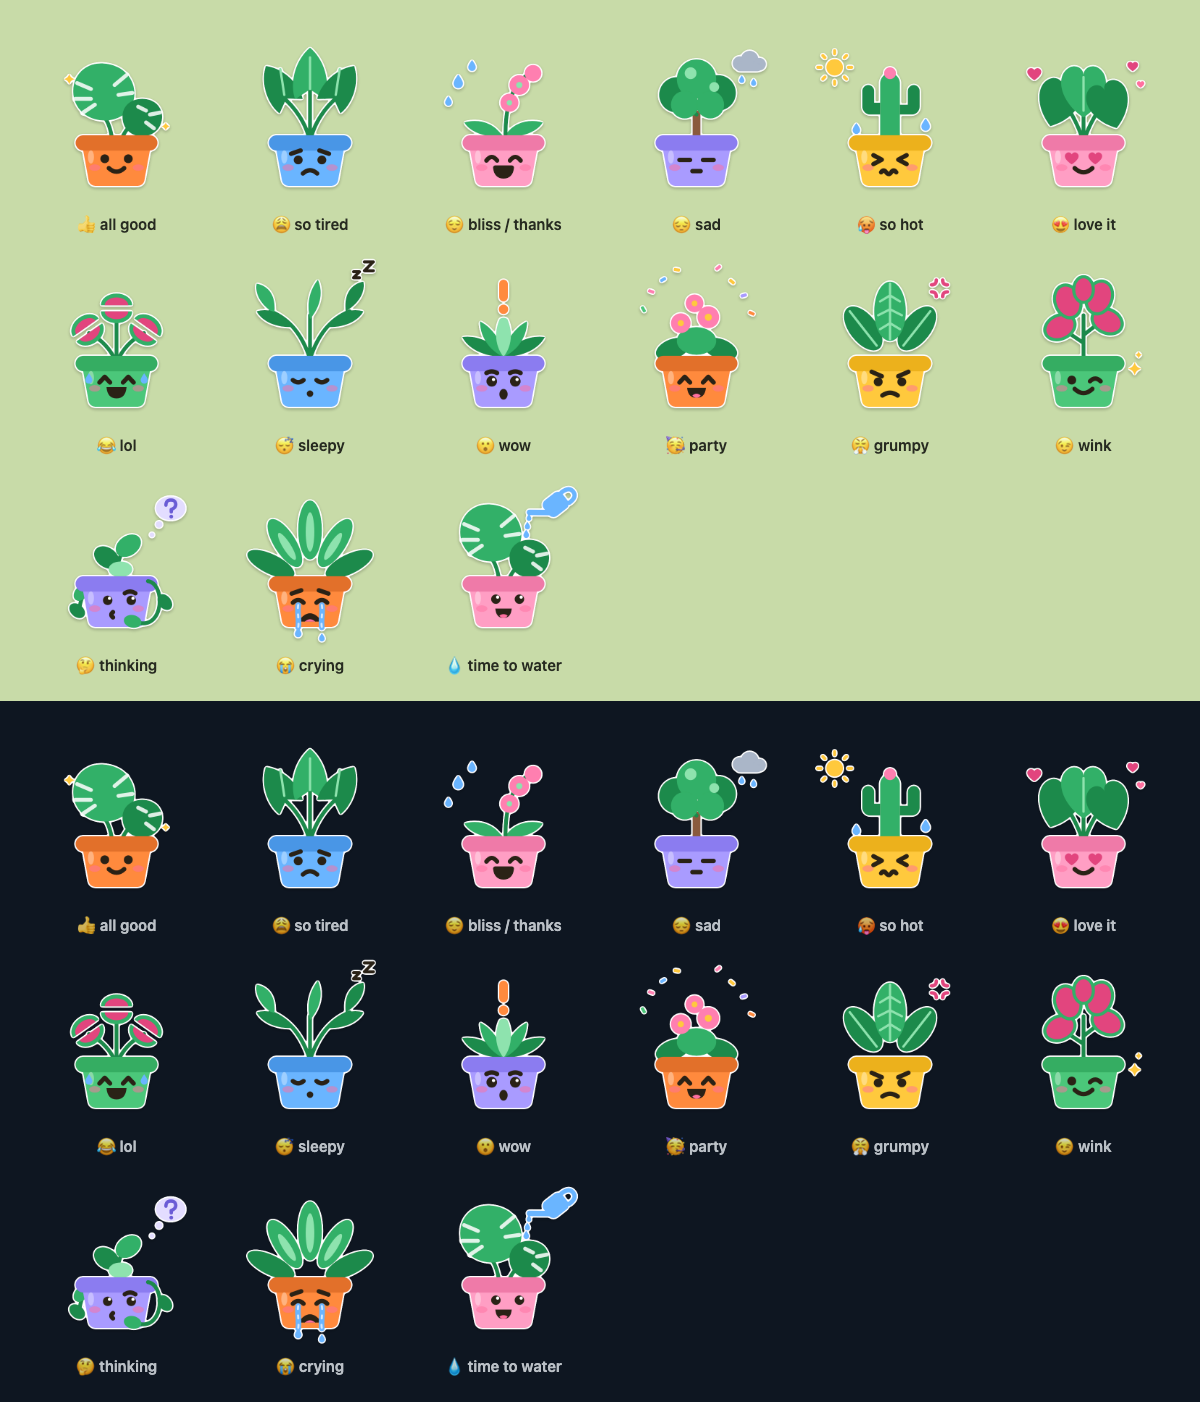 👍 all good
😩 so tired
😌 bliss / thanks
😔 sad
🥵 so hot
😍 love it
zZ
😂 lol
😴 sleepy
😮 wow
🥳 party
😤 grumpy
😉 wink
?
🤔 thinking
😭 crying
💧 time to water
👍 all good
😩 so tired
😌 bliss / thanks
😔 sad
🥵 so hot
😍 love it
zZ
😂 lol
😴 sleepy
😮 wow
🥳 party
😤 grumpy
😉 wink
?
🤔 thinking
😭 crying
💧 time to water